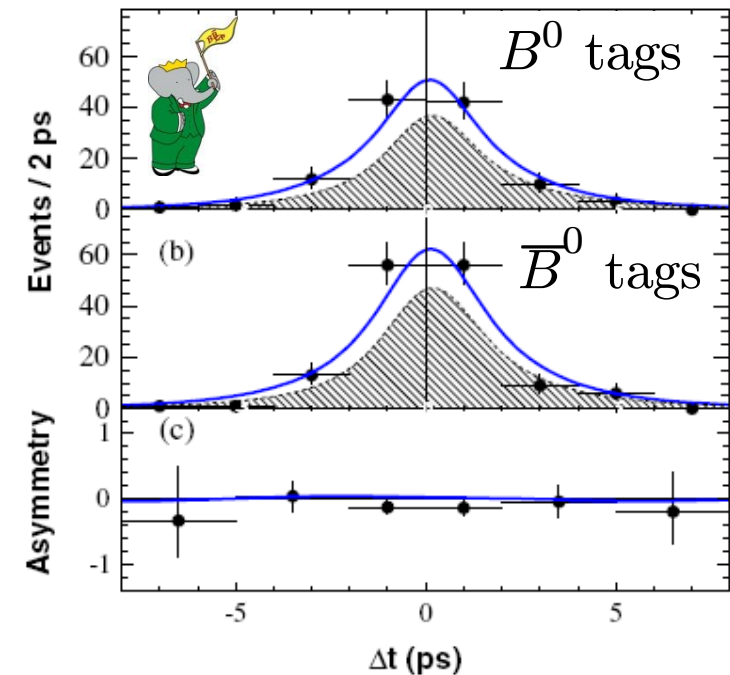 B⁰ tags
60
40
20
0
(b)
B̅⁰ tags
60
40
20
0
(c)
1
0
-1
-5 0 5
Δt (ps)
Events / 2 ps
Asymmetry